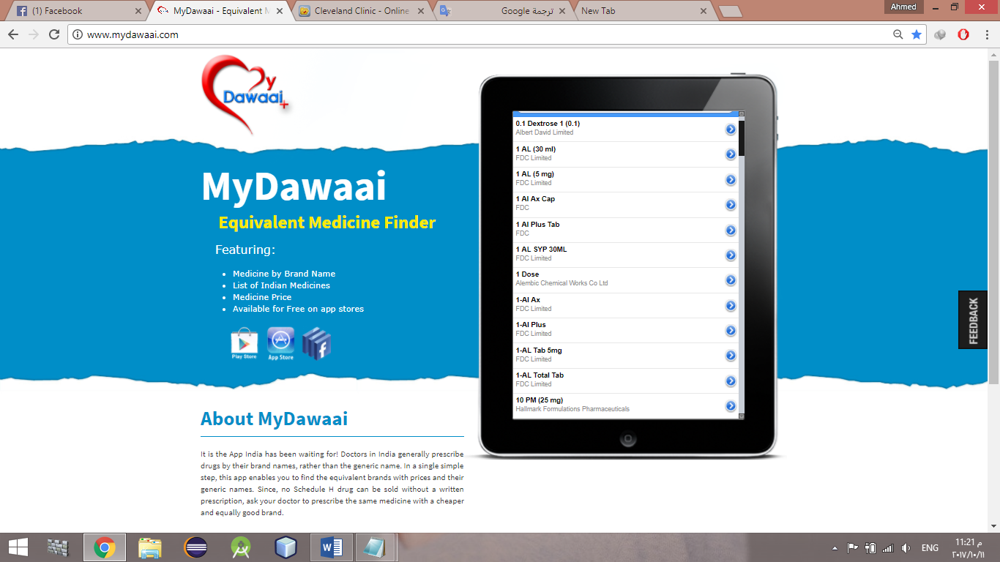 (1) Facebook
MyDawaai - Equivalent M
Cleveland Clinic - Online
ترجمة Google
New Tab
Ahmed
www.mydawaai.com
My
Dawaai+
MyDawaai
Equivalent Medicine Finder
Featuring:
Medicine by Brand Name
List of Indian Medicines
Medicine Price
Available for Free on app stores
Play Store
App Store
0.1 Dextrose 1 (0.1)
Albert David Limited
1 AL (30 ml)
FDC Limited
1 AL (5 mg)
FDC Limited
1 Al Ax Cap
FDC
1 Al Plus Tab
FDC
1 AL SYP 30ML
FDC Limited
1 Dose
Alembic Chemical Works Co Ltd
1-Al Ax
FDC Limited
1-Al Plus
FDC Limited
1-AL Tab 5mg
FDC Limited
1-AL Total Tab
FDC Limited
10 PM (25 mg)
Hallmark Formulations Pharmaceuticals
FEEDBACK
About MyDawaai
It is the App India has been waiting for! Doctors in India generally prescribe
drugs by their brand names, rather than the generic name. In a single simple
step, this app enables you to find the equivalent brands with prices and their
generic names. Since, no Schedule H drug can be sold without a written
prescription, ask your doctor to prescribe the same medicine with a cheaper
and equally good brand.
ENG
11:21 م
٢٠١٧/١٠/١١